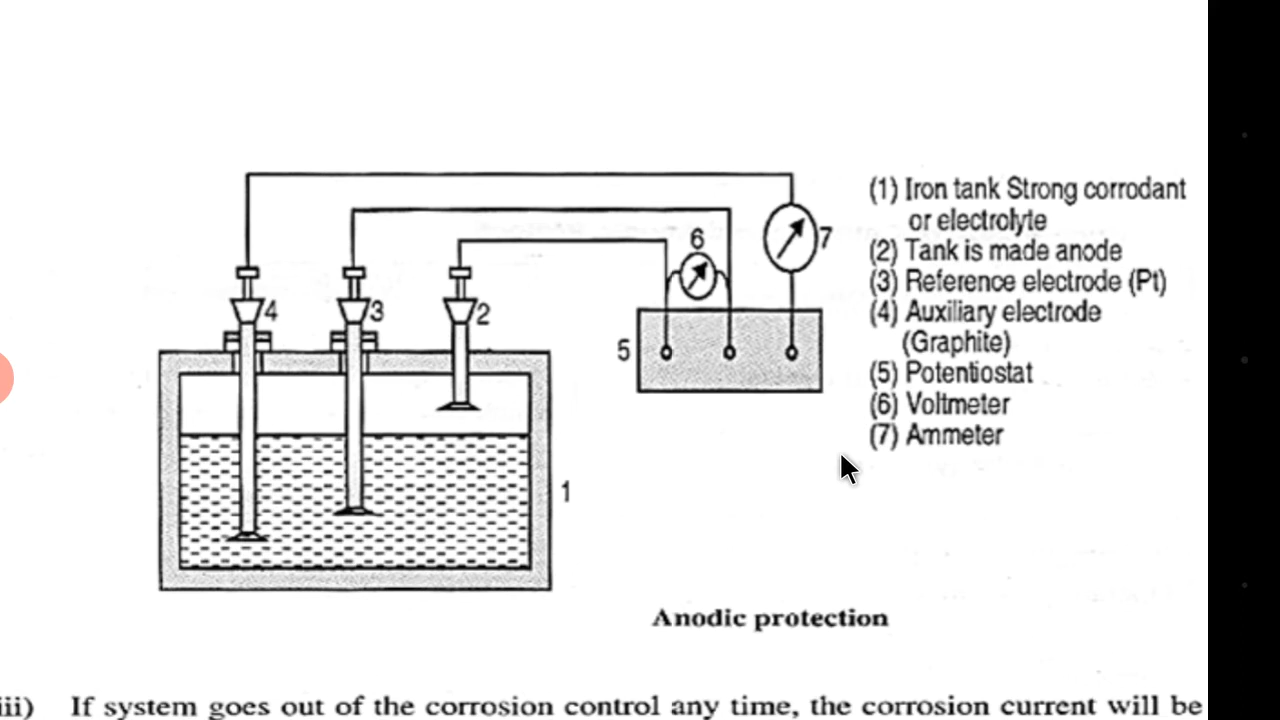 4
3
2
6
7
5
1
(1) Iron tank Strong corrodant
or electrolyte
(2) Tank is made anode
(3) Reference electrode (Pt)
(4) Auxiliary electrode
(Graphite)
(5) Potentiostat
(6) Voltmeter
(7) Ammeter
Anodic protection
iii) If system goes out of the corrosion control any time, the corrosion current will be